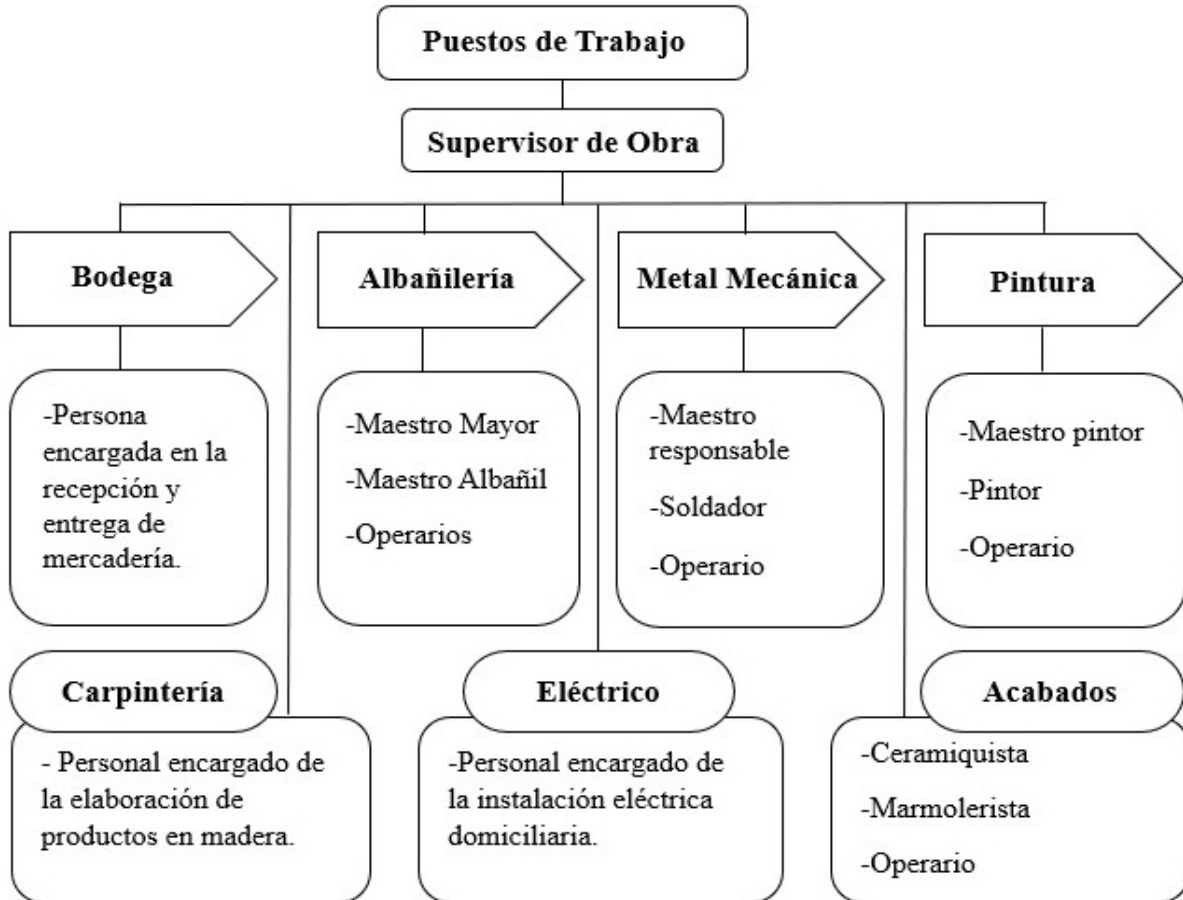 Puestos de Trabajo
Supervisor de Obra
Bodega
Albañilería
Metal Mecánica
Pintura
-Persona
encargada en la
recepción y
entrega de
mercadería.
-Maestro Mayor
-Maestro Albañil
-Operarios
-Maestro
responsable
-Soldador
-Operario
-Maestro pintor
-Pintor
-Operario
Carpintería
- Personal encargado de
la elaboración de
productos en madera.
Eléctrico
-Personal encargado de
la instalación eléctrica
domiciliaria.
Acabados
-Ceramiquista
-Marmolerista
-Operario